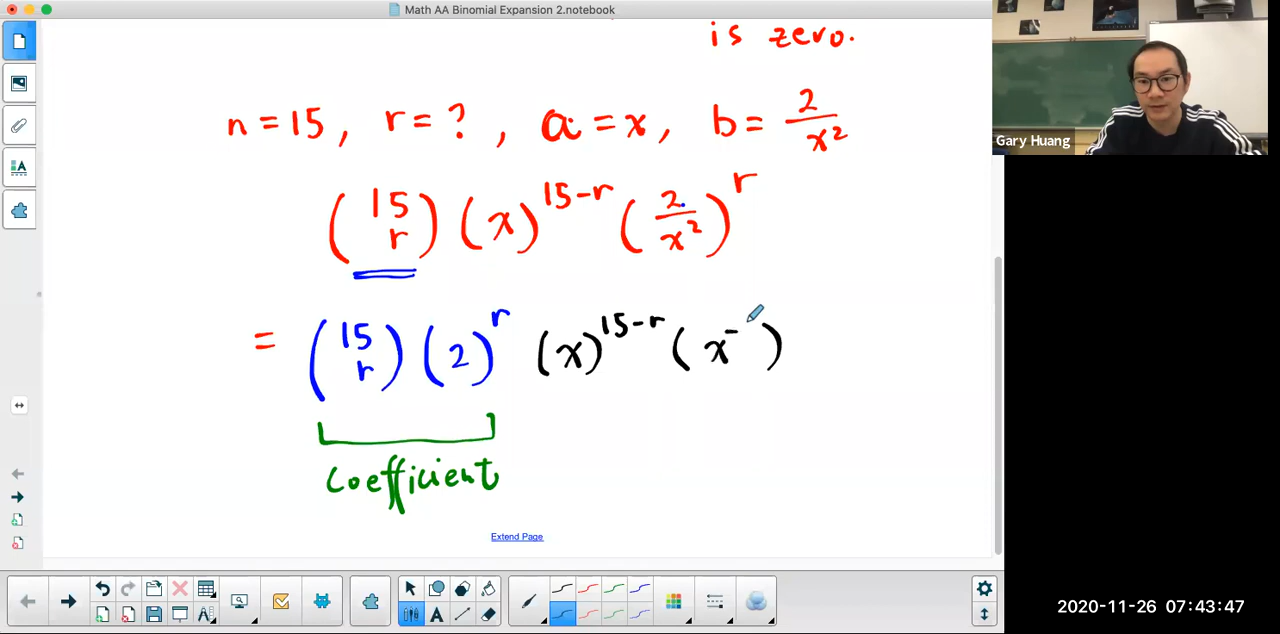 Math AA Binomial Expansion 2.notebook
is zero.
n = 15, r = ?, a = x, b = 2/x²
(15 r) (x)^15-r (2/x²)^r
= (15 r) (2)^r (x)^15-r (x⁻ )
Coefficient
Extend Page
Gary Huang
2020-11-26 07:43:47